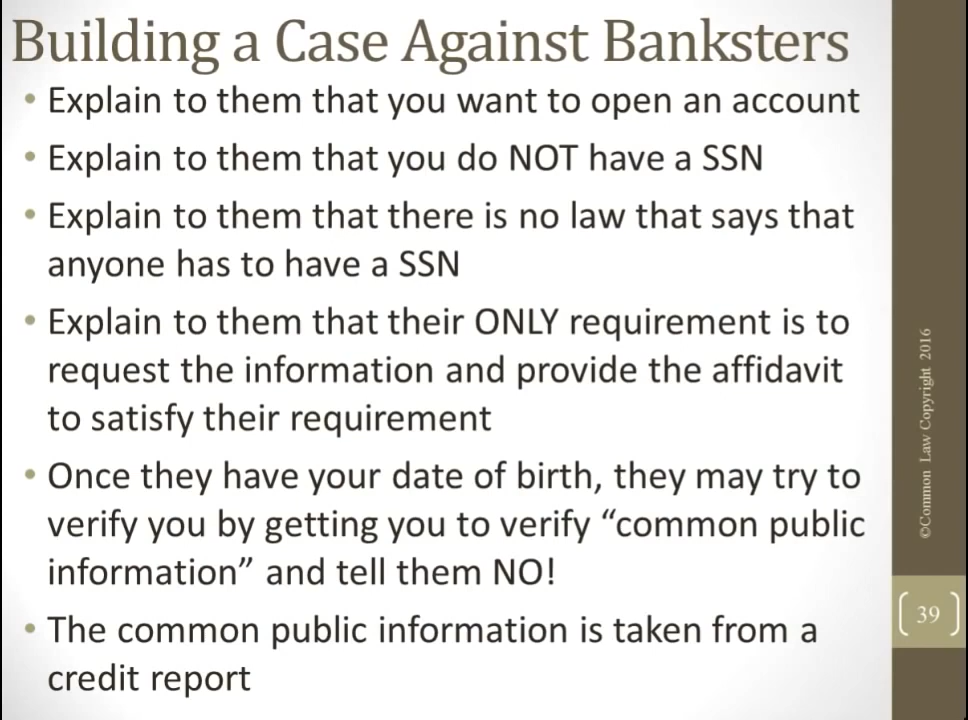 Building a Case Against Banksters
• Explain to them that you want to open an account
• Explain to them that you do NOT have a SSN
• Explain to them that there is no law that says that
anyone has to have a SSN
• Explain to them that their ONLY requirement is to
request the information and provide the affidavit
to satisfy their requirement
• Once they have your date of birth, they may try to
verify you by getting you to verify “common public
information” and tell them NO!
• The common public information is taken from a
credit report
©Common Law Copyright 2016
39